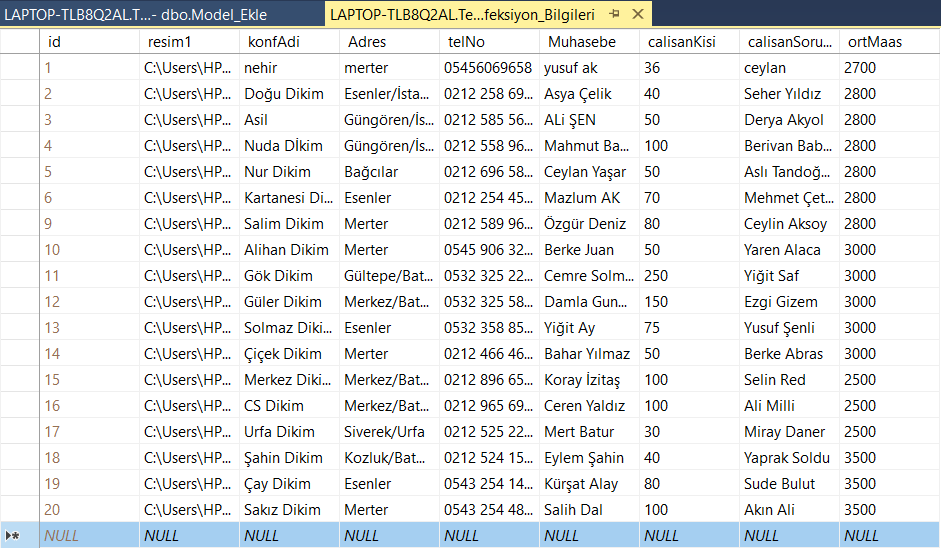 LAPTOP-TLB8Q2AL.T...- dbo.Model_Ekle LAPTOP-TLB8Q2AL.Te...feksiyon_Bilgileri
id resim1 konfAdi Adres telNo Muhasebe calisanKisi calisanSoru... ortMaas
1 C:\Users\HP... nehir merter 05456069658 yusuf ak 36 ceylan 2700
2 C:\Users\HP... Doğu Dikim Esenler/İsta... 0212 258 69... Asya Çelik 40 Seher Yıldız 2800
3 C:\Users\HP... Asil Güngören/İs... 0212 585 56... ALi ŞEN 50 Derya Akyol 2800
4 C:\Users\HP... Nuda Dİkim Güngören/İs... 0212 558 96... Mahmut Ba... 100 Berivan Bab... 2800
5 C:\Users\HP... Nur Dikim Bağcılar 0212 696 58... Ceylan Yaşar 50 Aslı Tandoğ... 2800
6 C:\Users\HP... Kartanesi Di... Esenler 0212 254 45... Mazlum AK 70 Mehmet Çet... 2800
9 C:\Users\HP... Salim Dikim Merter 0212 589 96... Özgür Deniz 80 Ceylin Aksoy 2800
10 C:\Users\HP... Alihan Dikim Merter 0545 906 32... Berke Juan 50 Yaren Alaca 3000
11 C:\Users\HP... Gök Dikim Gültepe/Bat... 0532 325 22... Cemre Solm... 250 Yiğit Saf 3000
12 C:\Users\HP... Güler Dikim Merkez/Bat... 0532 325 58... Damla Gun... 150 Ezgi Gizem 3000
13 C:\Users\HP... Solmaz Diki... Esenler 0532 358 85... Yiğit Ay 75 Yusuf Şenli 3000
14 C:\Users\HP... Çiçek Dikim Merter 0212 466 46... Bahar Yılmaz 50 Berke Abras 3000
15 C:\Users\HP... Merkez Diki... Merkez/Bat... 0212 896 65... Koray İzitaş 100 Selin Red 2500
16 C:\Users\HP... CS Dikim Merkez/Bat... 0212 965 69... Ceren Yaldız 100 Ali Milli 2500
17 C:\Users\HP... Urfa Dikim Siverek/Urfa 0212 525 22... Mert Batur 30 Miray Daner 2500
18 C:\Users\HP... Şahin Dikim Kozluk/Bat... 0212 524 15... Eylem Şahin 40 Yaprak Soldu 3500
19 C:\Users\HP... Çay Dikim Esenler 0543 254 14... Kürşat Alay 80 Sude Bulut 3500
20 C:\Users\HP... Sakız Dikim Merter 0543 254 48... Salih Dal 100 Akın Ali 3500
NULL NULL NULL NULL NULL NULL NULL NULL NULL